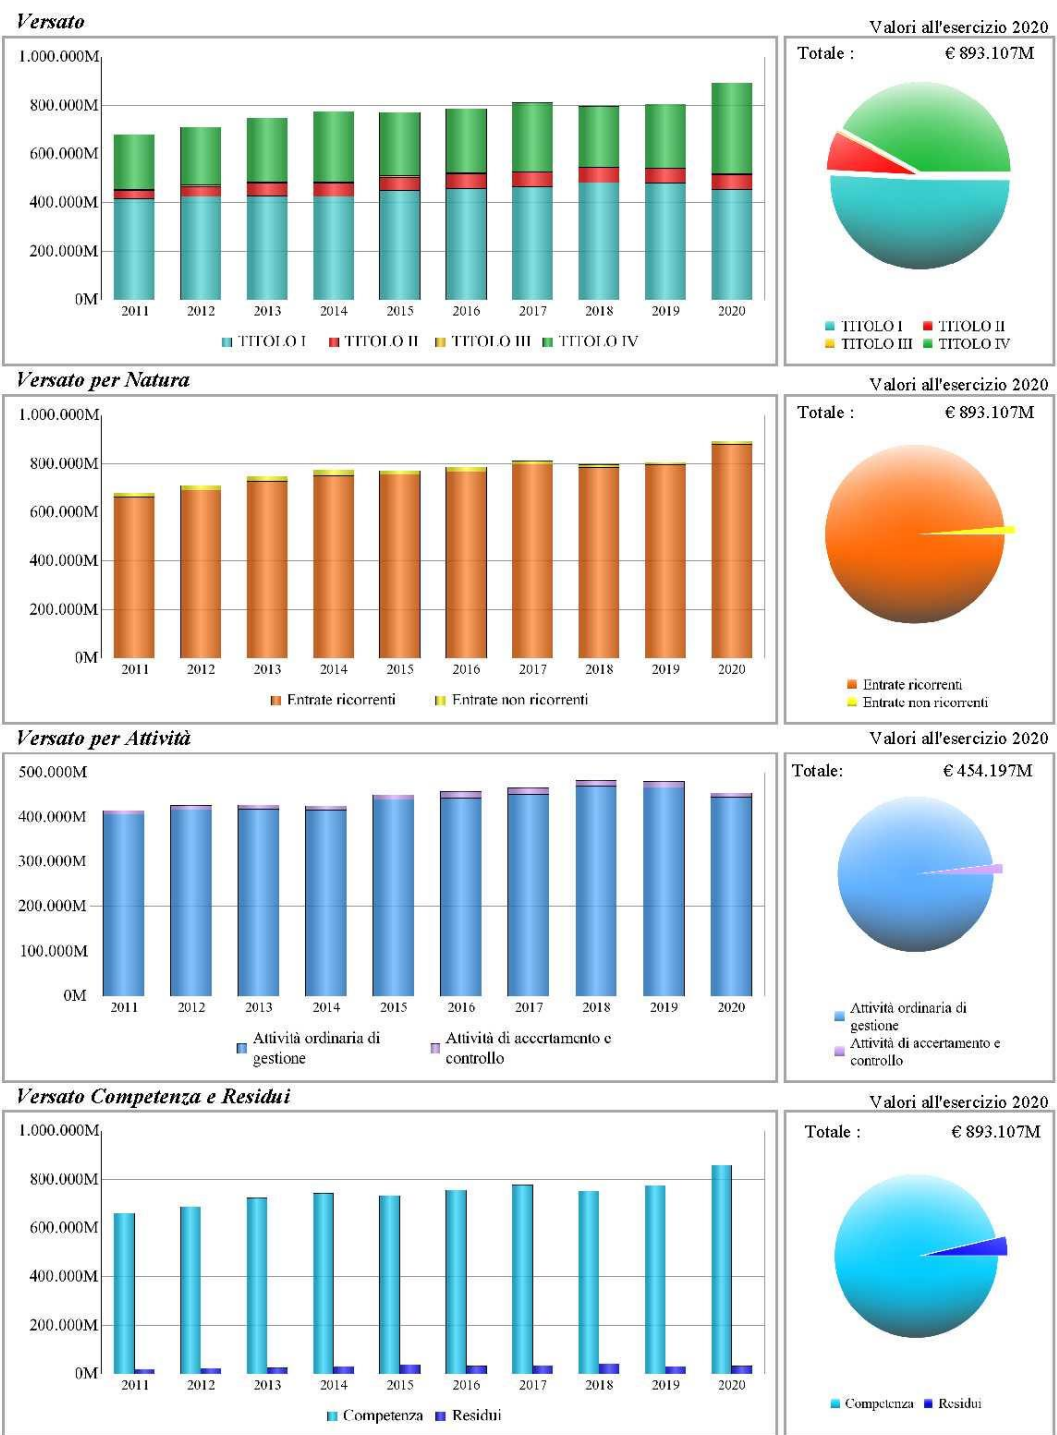 Versato
Valori all'esercizio 2020
1.000.000M
800.000M
600.000M
400.000M
200.000M
0M
2011 2012 2013 2014 2015 2016 2017 2018 2019 2020
TITOLO I TITOLO II TITOLO III TITOLO IV
Totale : € 893.107M
TITOLO I TITOLO II
TITOLO III TITOLO IV
Versato per Natura
Valori all'esercizio 2020
1.000.000M
800.000M
600.000M
400.000M
200.000M
0M
2011 2012 2013 2014 2015 2016 2017 2018 2019 2020
Entrate ricorrenti Entrate non ricorrenti
Totale : € 893.107M
Entrate ricorrenti
Entrate non ricorrenti
Versato per Attività
Valori all'esercizio 2020
500.000M
400.000M
300.000M
200.000M
100.000M
0M
2011 2012 2013 2014 2015 2016 2017 2018 2019 2020
Attività ordinaria di Attività di accertamento e
gestione controllo
Totale: € 454.197M
Attività ordinaria di
gestione
Attività di accertamento e
controllo
Versato Competenza e Residui
Valori all'esercizio 2020
1.000.000M
800.000M
600.000M
400.000M
200.000M
0M
2011 2012 2013 2014 2015 2016 2017 2018 2019 2020
Competenza Residui
Totale : € 893.107M
Competenza Residui